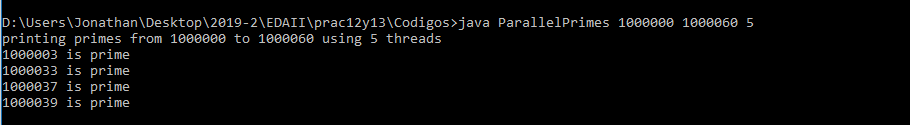 D:\Users\Jonathan\Desktop\2019-2\EDAII\prac12y13\Codigos>java ParallelPrimes 1000000 1000060 5
printing primes from 1000000 to 1000060 using 5 threads
1000003 is prime
1000033 is prime
1000037 is prime
1000039 is prime